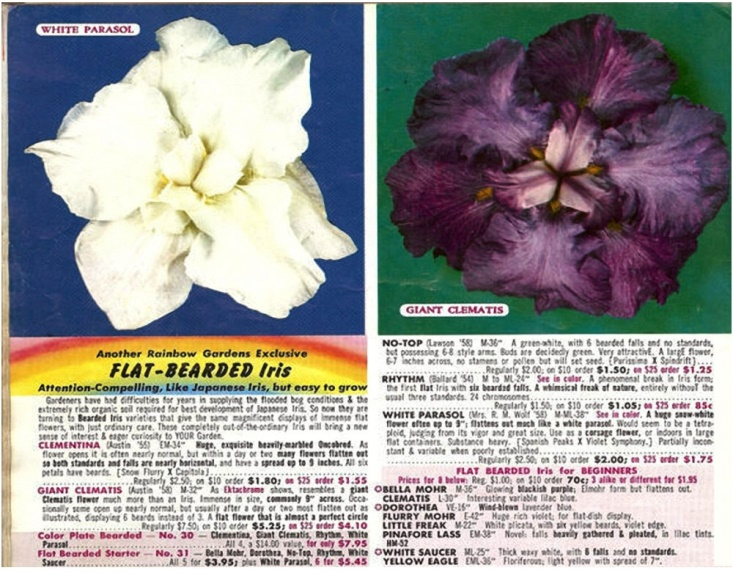 WHITE PARASOL
Another Rainbow Gardens Exclusive
FLAT-BEARDED Iris
Attention-Compelling, Like Japanese Iris, but easy to grow
Gardeners have had difficulties for years in supplying the flooded bog conditions & the
extremely rich organic soil required for best development of Japanese Iris. So now they are
turning to Bearded Iris varieties that give the same magnificent displays of immense flat
flowers, with just ordinary care. These completely out-of-the-ordinary Iris will bring a new
sense of interest & eager curiosity to YOUR Garden.
CLEMENTINA (Austin '55) EM-34" Huge, exquisite heavily-marbled Oncobred. As
flower opens it is often nearly normal, but within a day or two many flowers flatten out
so both standards and falls are nearly horizontal, and have a spread up to 9 inches. All six
petals have beards. [Snow Flurry X Capitola]
Regularly $2.50; on $10 order $1.80; on $25 order $1.55
GIANT CLEMATIS (Austin '58) M-32" As Ektachrome shows, resembles a giant
Clematis flower much more than an Iris. Immense in size, commonly 9" across. Occa-
sionally some open up nearly normal, but usually after a day or two most flatten out as
illustrated, displaying 6 beards instead of 3. A flat flower that is almost a perfect circle
Regularly $7.50; on $10 order $5.25; on $25 order $4.10
Color Plate Bearded — No. 30 — Clementina, Giant Clematis, Rhythm, White
Parasol All 4, a $14.00 value, for only $7.95
Flat Bearded Starter — No. 31 — Bella Mohr, Dorothea, No-Top, Rhythm, White
Saucer All 5 for $3.95; plus White Parasol, 6 for $5.45
GIANT CLEMATIS
NO-TOP (Lawson '58) M-36" A green-white, with 6 bearded falls and no standards,
but possessing 6-8 style arms. Buds are decidedly green. Very attractive. A large flower,
6-7 inches across, no stamens or pollen but will set seed. [Parissima X Spindrift]
Regularly $2.00; on $10 order $1.50; on $25 order $1.25
RHYTHM (Ballard '54) M to ML-24" See in color. A phenomenal break in Iris form;
the first flat Iris with six bearded falls. A whimsical freak of nature, entirely without the
usual three standards. 24 chromosomes
Regularly $1.50; on $10 order $1.05; on $25 order 85c
WHITE PARASOL (Mrs. R. M. Wolf '58) M-ML-38" See in color. A huge snow-white
flower often up to 9"; flattens out much like a white parasol. Would seem to be a tetra-
ploid, judging from its vigor and great size. Use as a corsage flower, or indoors in large
flat containers. Substance heavy. [Spanish Peaks X Violet Symphony.] Partially incon-
stant & variable when poorly established.
Regularly $2.50; on $10 order $2.00; on $25 order $1.75
FLAT BEARDED Iris for BEGINNERS
Prices for 8 below: Reg. $1.00; on $10 order 70c; 3 alike or different for $1.95
BELLA MOHR M-36" Glowing blackish purple; Elmohr form but flattens out.
CLEMATIS L-30" Interesting variable lilac blue.
DOROTHEA VE-16" Wind-blown lavender blue.
FLURRY MOHR E-42" Huge rich violet; for flat-dish display.
LITTLE FREAK M-22" White plicata, with six yellow beards, violet edge.
PINAFORE LASS EM-38" Novel: falls heavily gathered & pleated, in lilac tints.
HM-52
WHITE SAUCER ML-25" Thick waxy white, with 6 falls and no standards.
YELLOW EAGLE EML-36" Floriferous; light yellow with spread of 7".